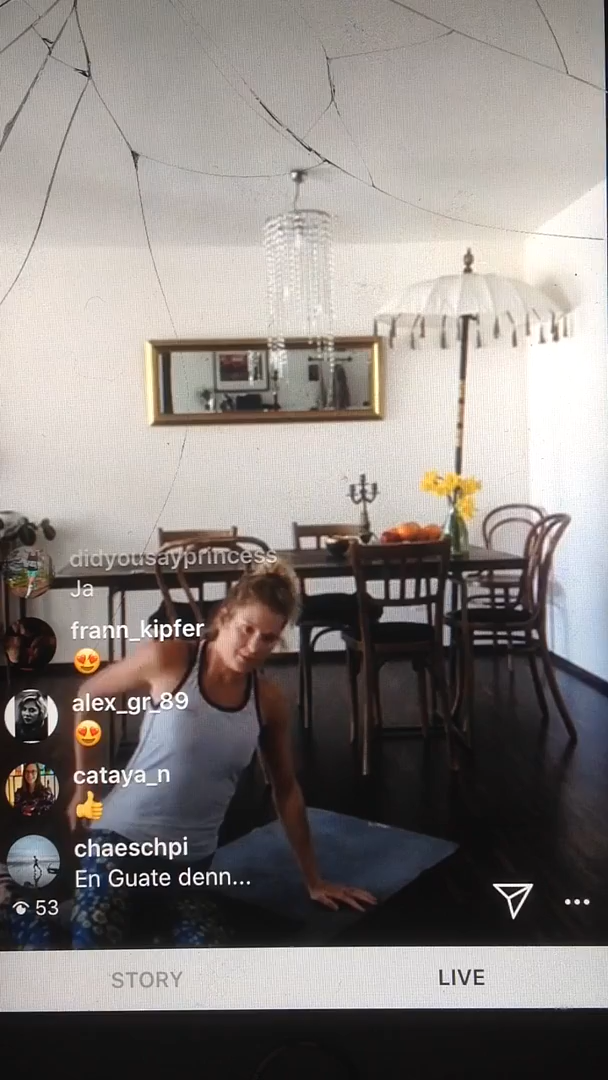 didyousayprincess
Ja
frann_kipfer
😍
alex_gr_89
😍
cataya_n
👍
chaeschpi
En Guate denn...
53
STORY
LIVE